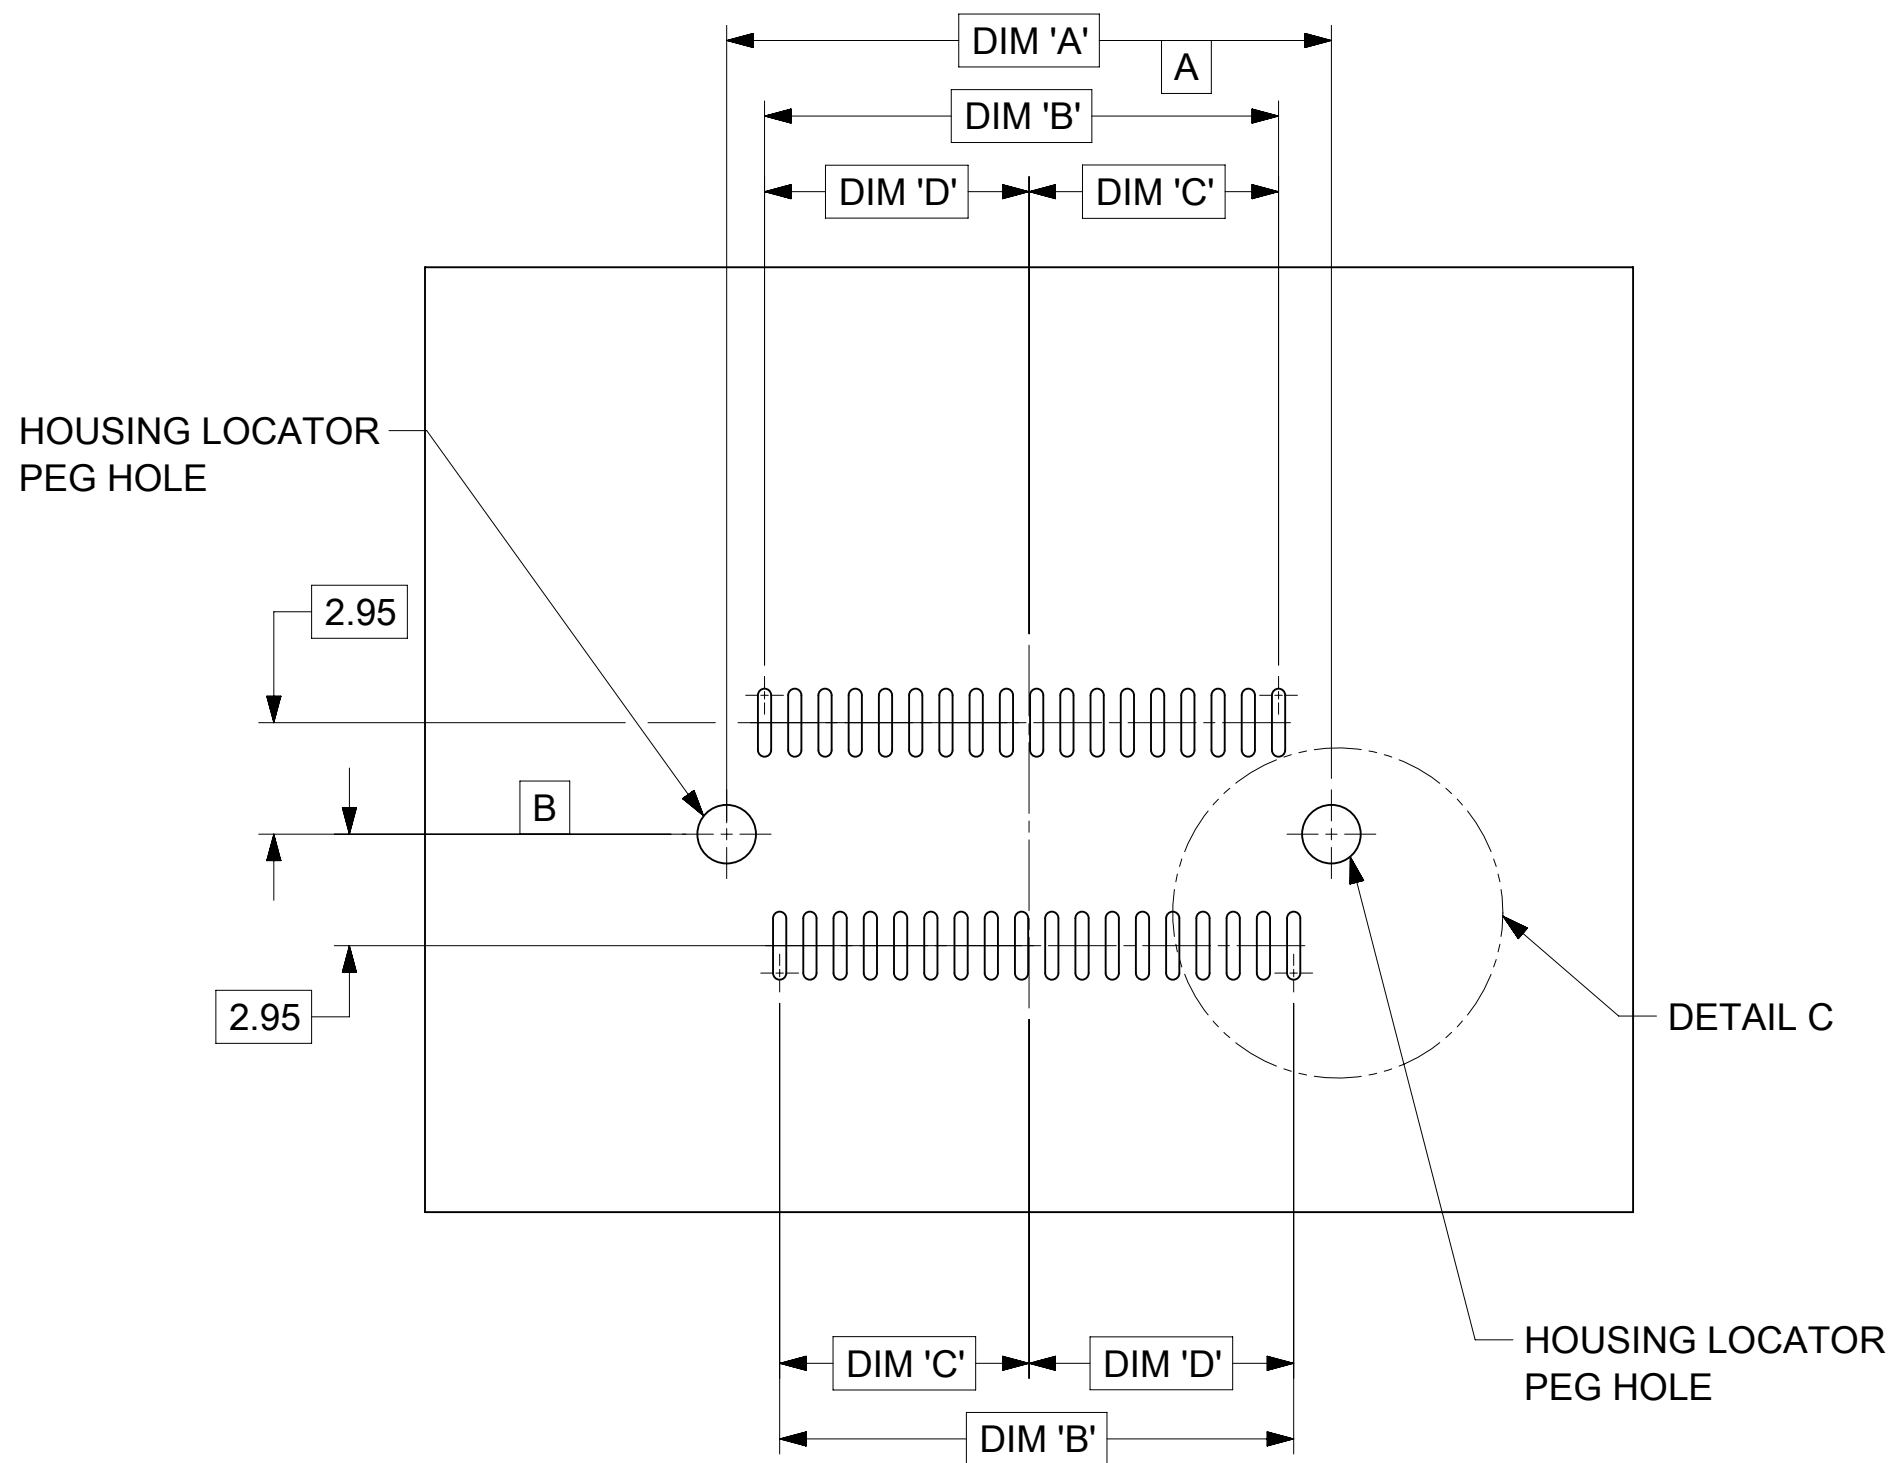 DIM 'A'
A
DIM 'B'
DIM 'D'
DIM 'C'
HOUSING LOCATOR
PEG HOLE
2.95
B
2.95
DETAIL C
HOUSING LOCATOR
PEG HOLE
DIM 'C'
DIM 'D'
DIM 'B'